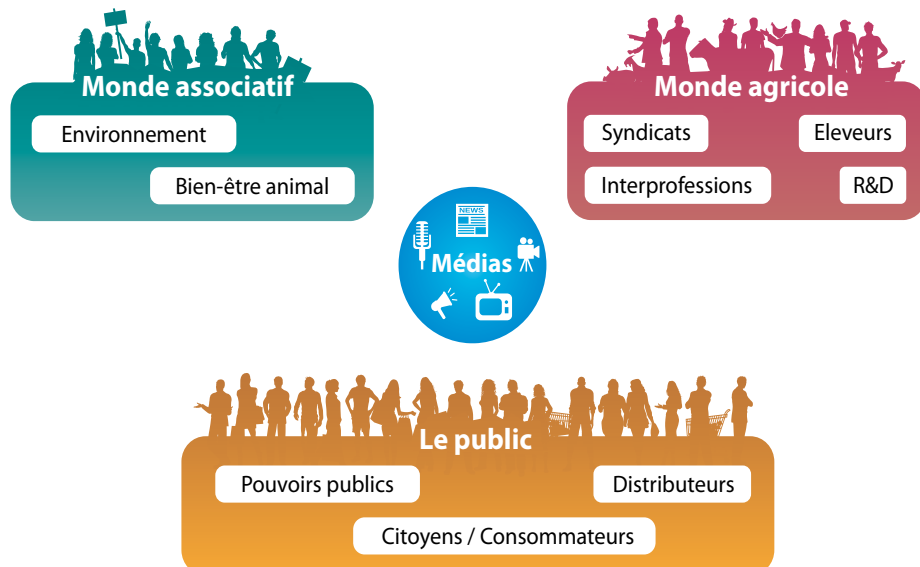 Monde associatif
Environnement
Bien-être animal
Monde agricole
Syndicats
Eleveurs
Interprofessions
R&D
NEWS
Médias
Le public
Pouvoirs publics
Distributeurs
Citoyens / Consommateurs